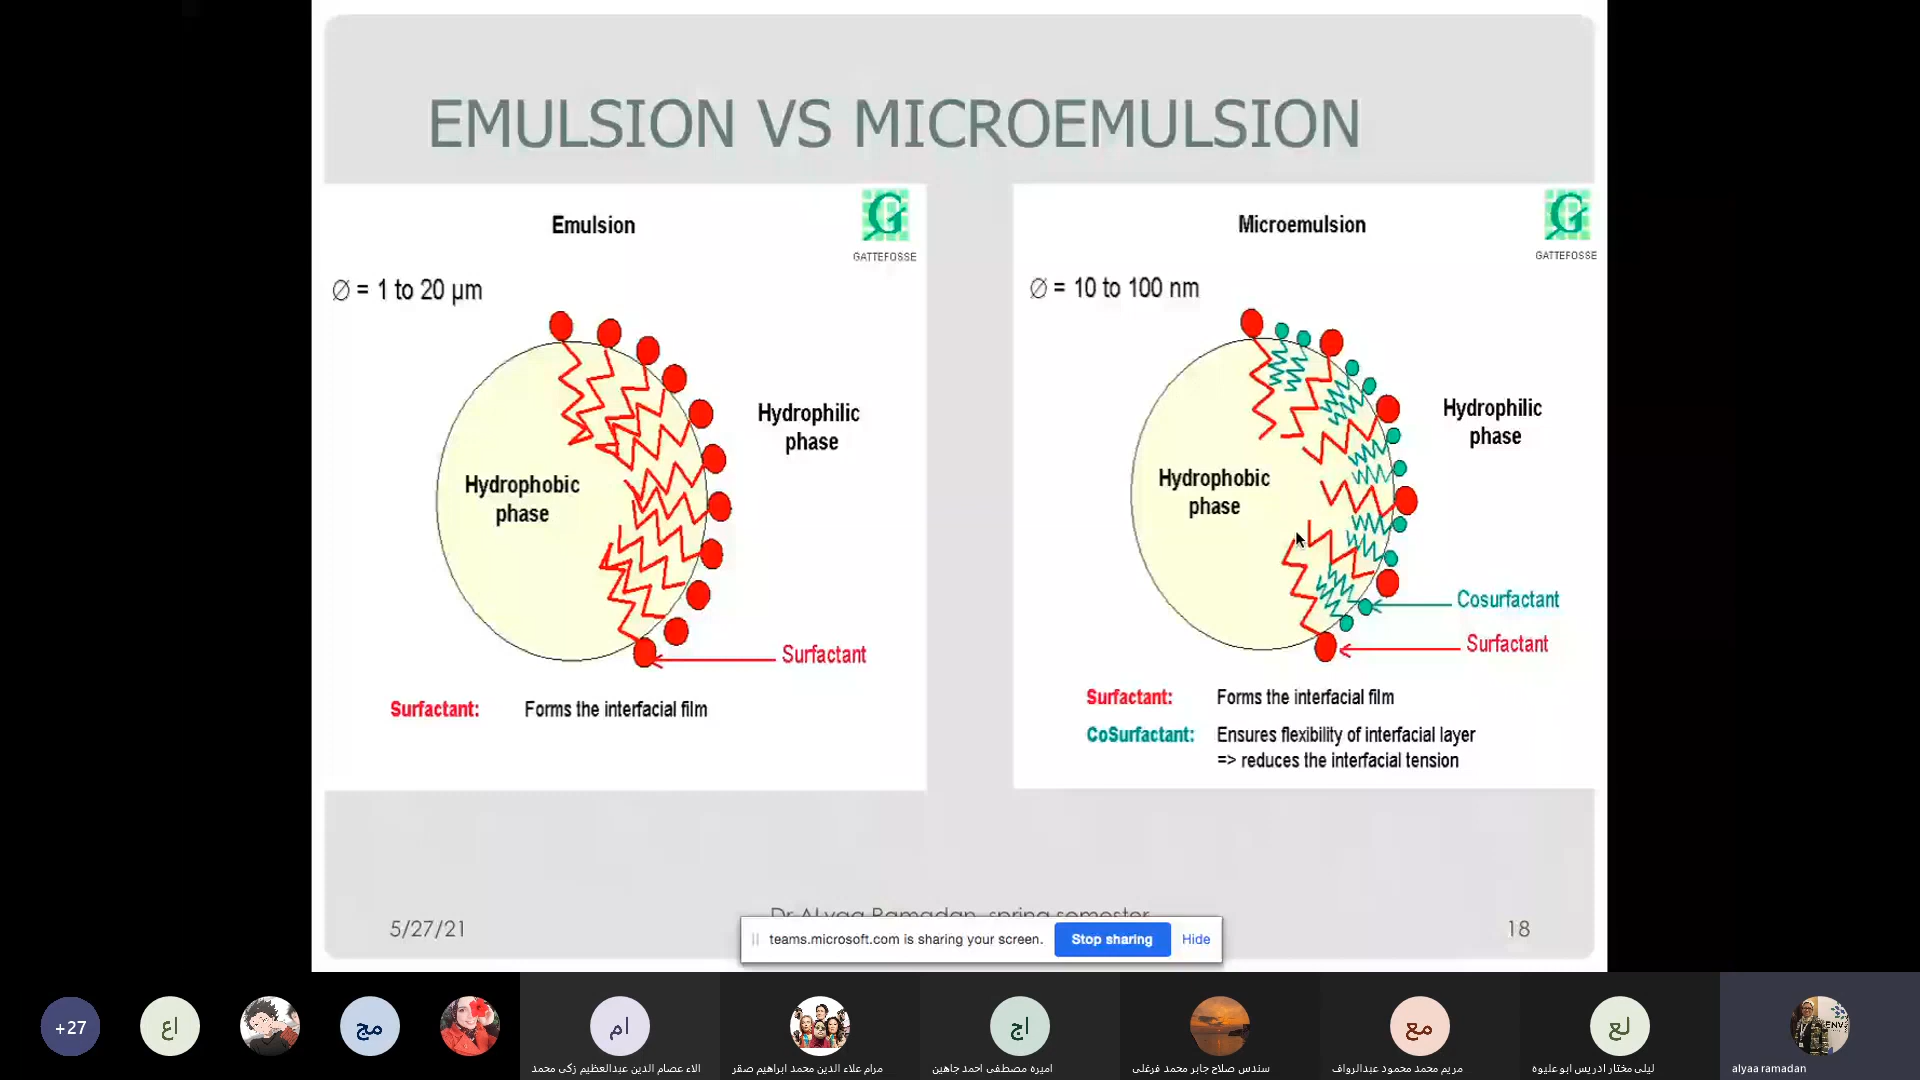 EMULSION VS MICROEMULSION
Emulsion
GATTEFOSSE
Ø = 1 to 20 µm
Hydrophilic
phase
Hydrophobic
phase
Surfactant
Surfactant: Forms the interfacial film
Microemulsion
GATTEFOSSE
Ø = 10 to 100 nm
Hydrophilic
phase
Hydrophobic
phase
Cosurfactant
Surfactant
Surfactant: Forms the interfacial film
CoSurfactant: Ensures flexibility of interfacial layer
=> reduces the interfacial tension
5/27/21
Ramadan, spring semester
18
teams.microsoft.com is sharing your screen. Stop sharing Hide
+27
اع
مج
ام
اج
مع
لع
ENV
الاء عصام الدين عبدالعظيم زكى محمد
مرام علاء الدين محمد ابراهيم صقر
اميره مصطفى احمد جاهين
سندس صلاح جابر محمد فرغلى
مريم محمد محمود عبدالرواف
ليلى مختار ادريس ابو عليوه
alyaa ramadan